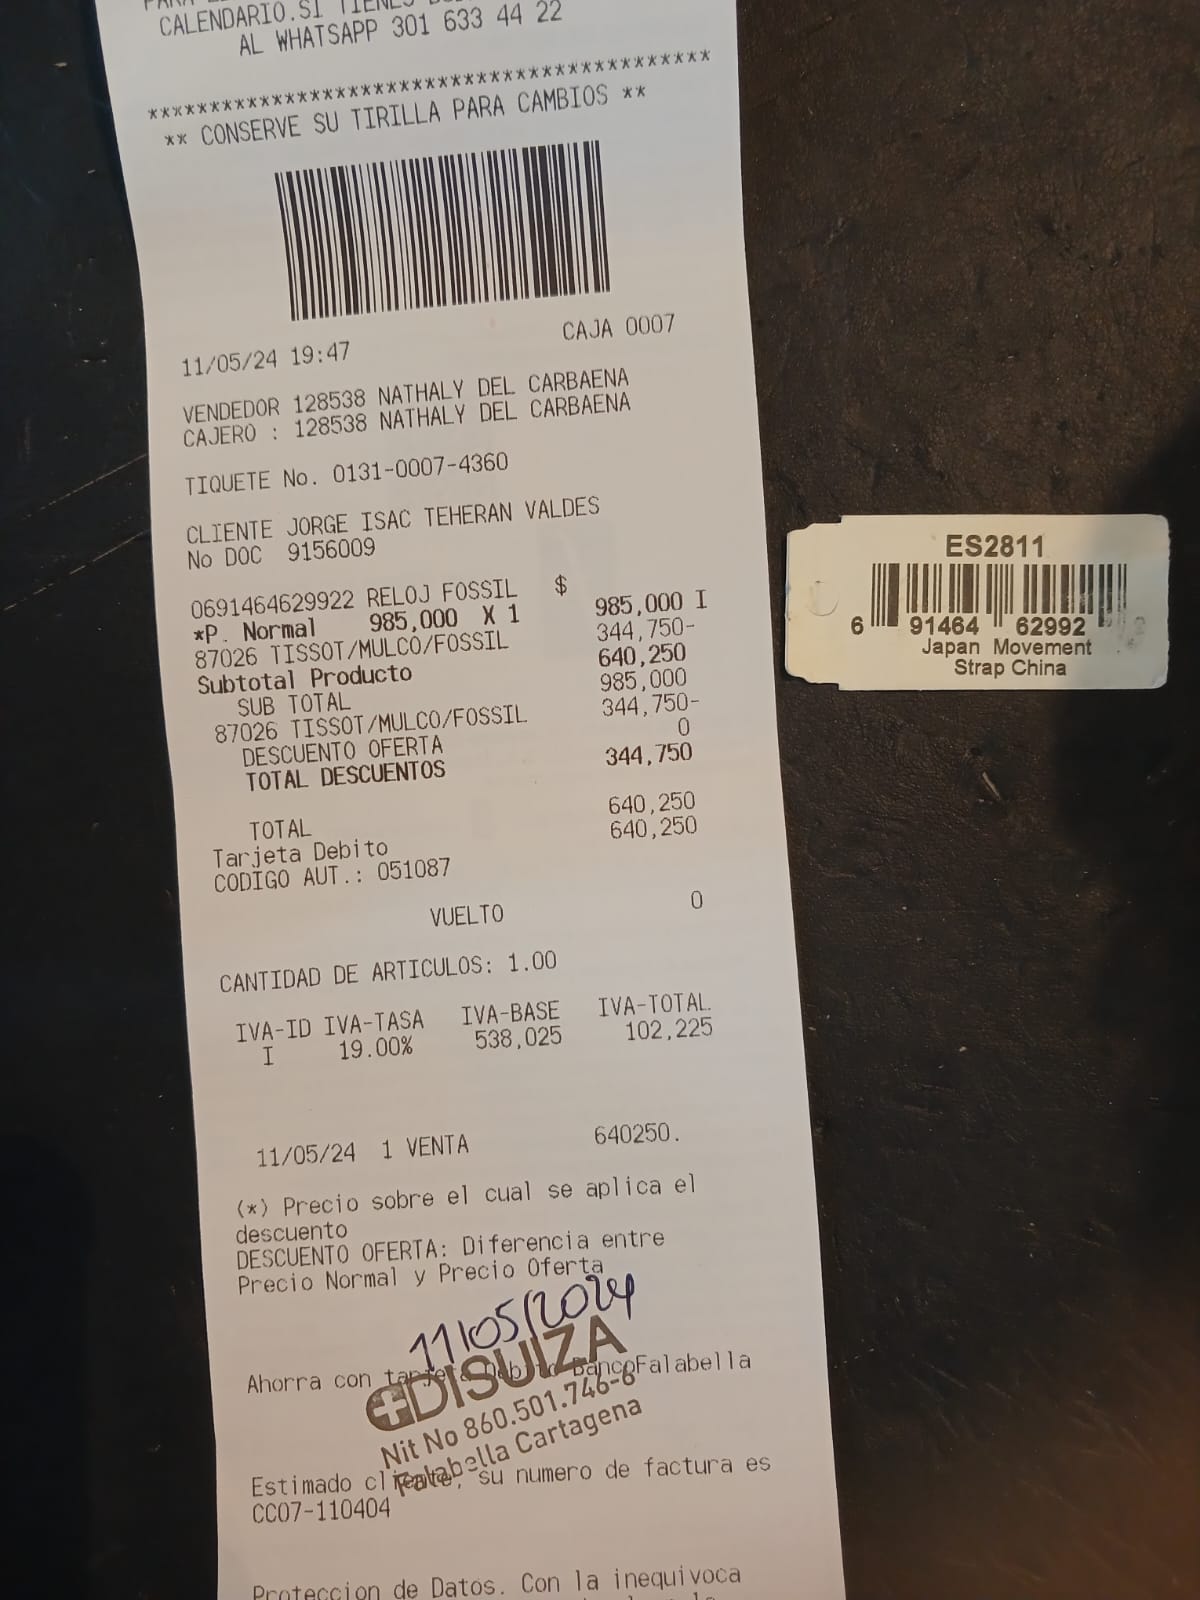 CALENDARIO.SI TIENES
AL WHATSAPP 301 633 44 22
***********************************************
** CONSERVE SU TIRILLA PARA CAMBIOS **
11/05/24 19:47 CAJA 0007
VENDEDOR 128538 NATHALY DEL CARBAENA
CAJERO : 128538 NATHALY DEL CARBAENA
TIQUETE No. 0131-0007-4360
CLIENTE JORGE ISAC TEHERAN VALDES
No DOC 9156009
0691464629922 RELOJ FOSSIL $ 985,000 I
*P. Normal 985,000 X 1
87026 TISSOT/MULCO/FOSSIL 344,750-
Subtotal Producto 640,250
SUB TOTAL 985,000
87026 TISSOT/MULCO/FOSSIL 344,750-
DESCUENTO OFERTA 0
TOTAL DESCUENTOS 344,750
TOTAL 640,250
Tarjeta Debito 640,250
CODIGO AUT.: 051087
VUELTO 0
CANTIDAD DE ARTICULOS: 1.00
IVA-ID IVA-TASA IVA-BASE IVA-TOTAL
I 19.00% 538,025 102,225
11/05/24 1 VENTA 640250.
(*) Precio sobre el cual se aplica el
descuento
DESCUENTO OFERTA: Diferencia entre
Precio Normal y Precio Oferta
11/05/2024
Ahorra con tarjeta Debito BancoFalabella
DISUIZA
Nit No 860.501.746-6
Falabella Cartagena
Estimado cliente, su numero de factura es
CC07-110404
Proteccion de Datos. Con la inequivoca
ES2811
6 91464 62992
Japan Movement
Strap China